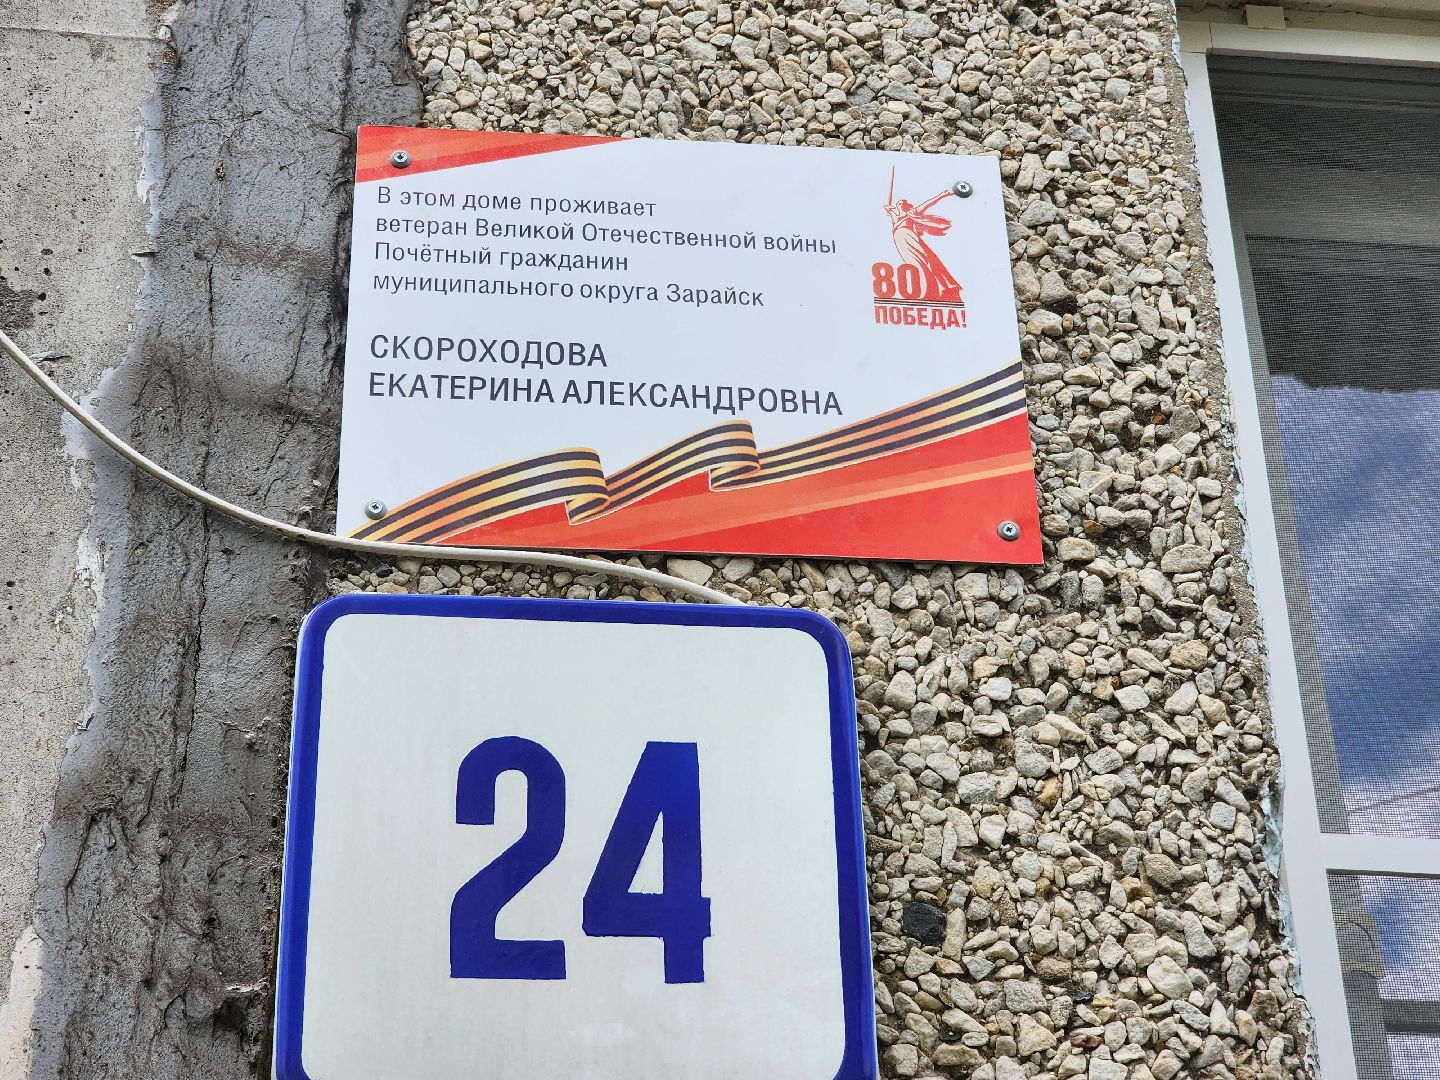 В этом доме проживает
ветеран Великой Отечественной войны
Почётный гражданин
муниципального округа Зарайск
80
ПОБЕДА!
СКОРОХОДОВА
ЕКАТЕРИНА АЛЕКСАНДРОВНА
24